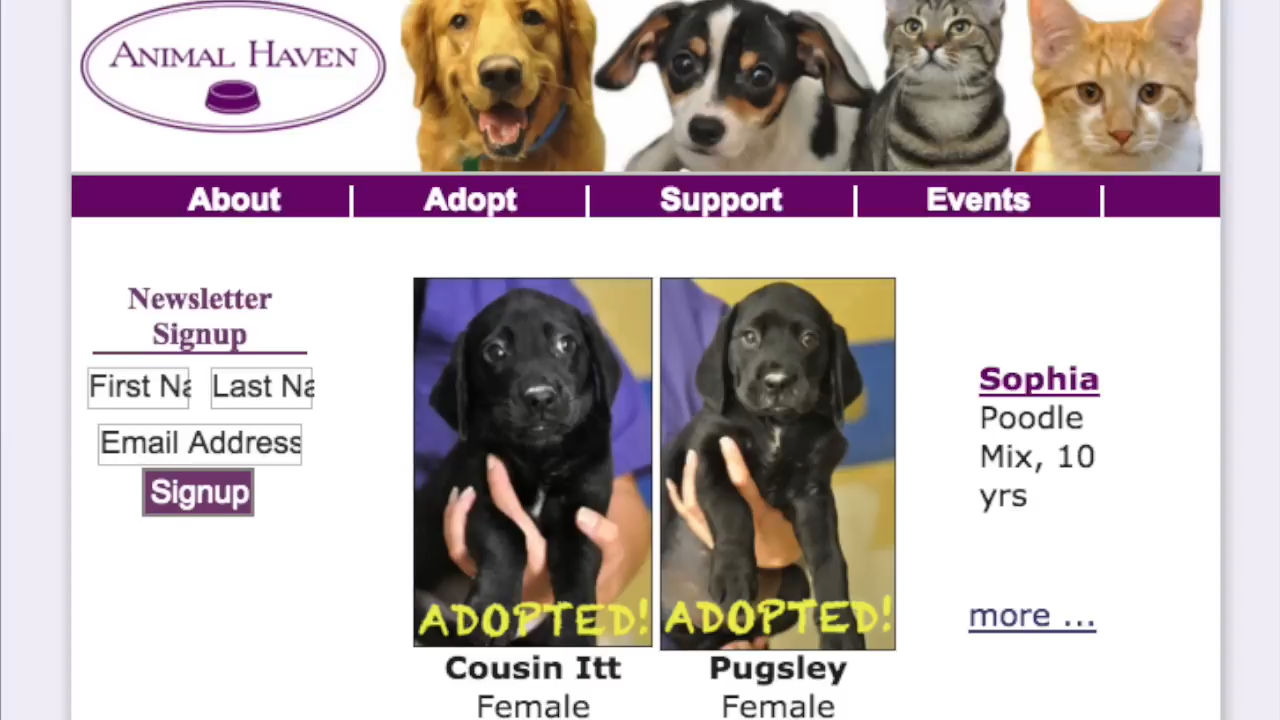 ANIMAL HAVEN
About
Adopt
Support
Events
Newsletter
Signup
First Na
Last Na
Email Address
Signup
ADOPTED!
Cousin Itt
Female
ADOPTED!
Pugsley
Female
Sophia
Poodle
Mix, 10
yrs
more ...